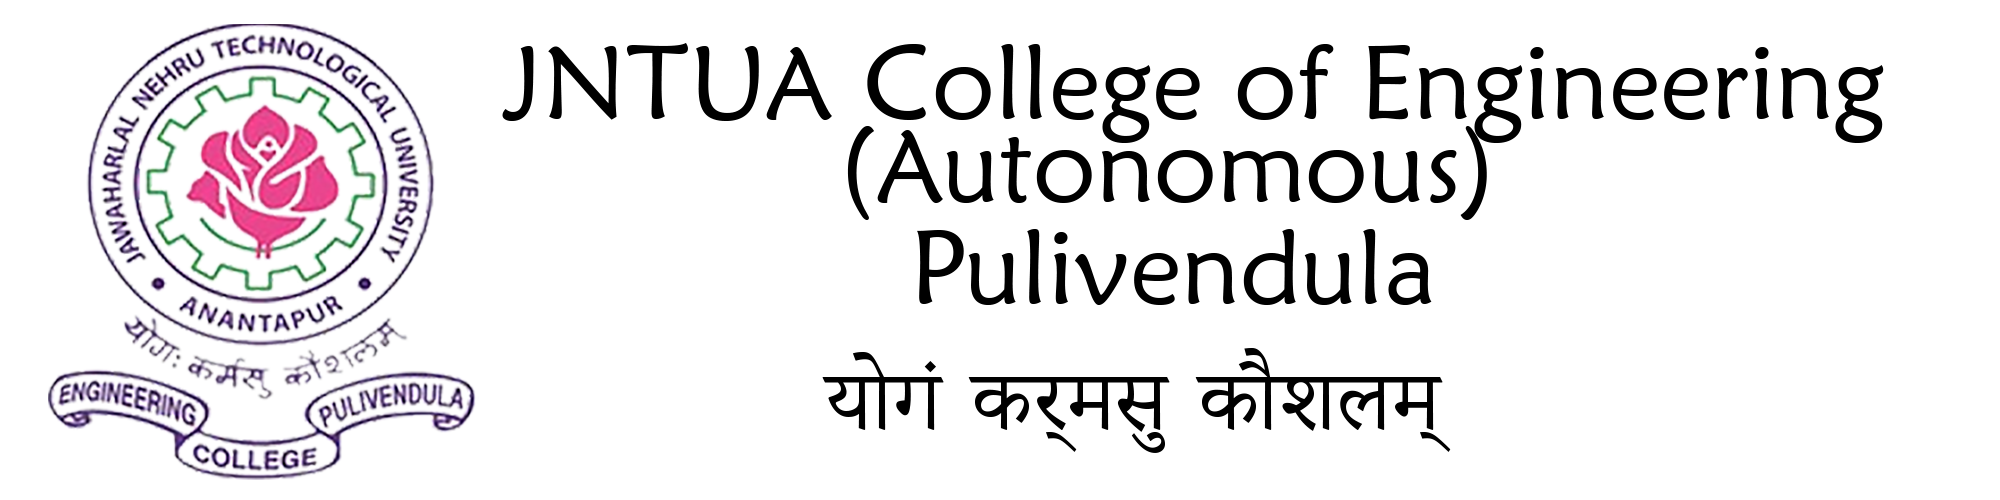 JAWAHARLAL NEHRU TECHNOLOGICAL UNIVERSITY
• ANANTAPUR •
योगः कर्मसु कौशलम्
ENGINEERING COLLEGE PULIVENDULA
JNTUA College of Engineering
(Autonomous)
Pulivendula
योगं कर्‌मसु कौशलम्